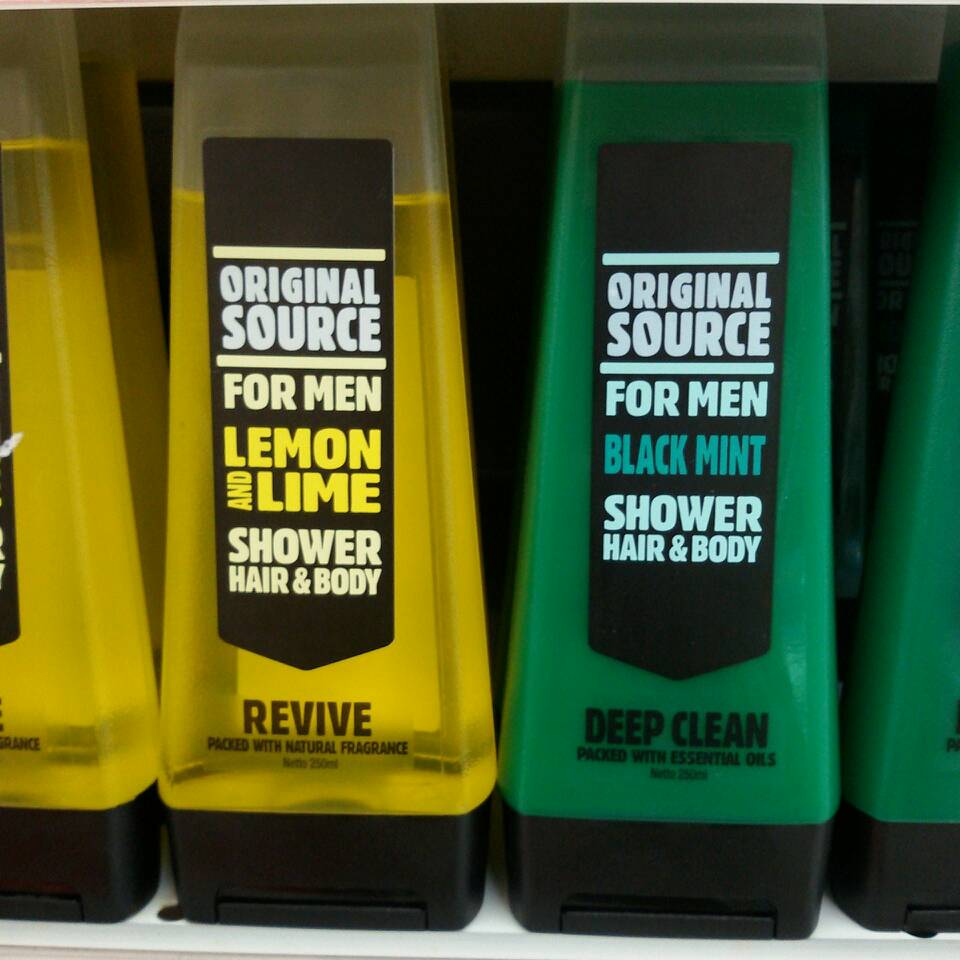 ORIGINAL
SOURCE
FOR MEN
LEMON
AND LIME
SHOWER
HAIR & BODY
REVIVE
PACKED WITH NATURAL FRAGRANCE
Netto 250ml
ORIGINAL
SOURCE
FOR MEN
BLACK MINT
SHOWER
HAIR & BODY
DEEP CLEAN
PACKED WITH ESSENTIAL OILS
Netto 250ml